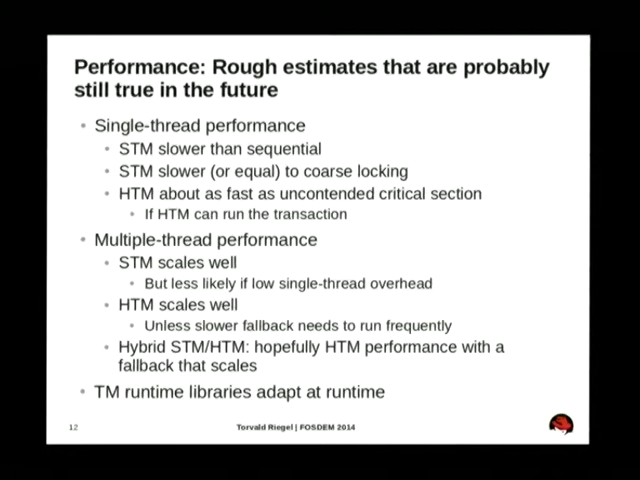 Performance: Rough estimates that are probably
still true in the future
• Single-thread performance
• STM slower than sequential
• STM slower (or equal) to coarse locking
• HTM about as fast as uncontended critical section
• If HTM can run the transaction
• Multiple-thread performance
• STM scales well
• But less likely if low single-thread overhead
• HTM scales well
• Unless slower fallback needs to run frequently
• Hybrid STM/HTM: hopefully HTM performance with a
fallback that scales
• TM runtime libraries adapt at runtime
12
Torvald Riegel | FOSDEM 2014